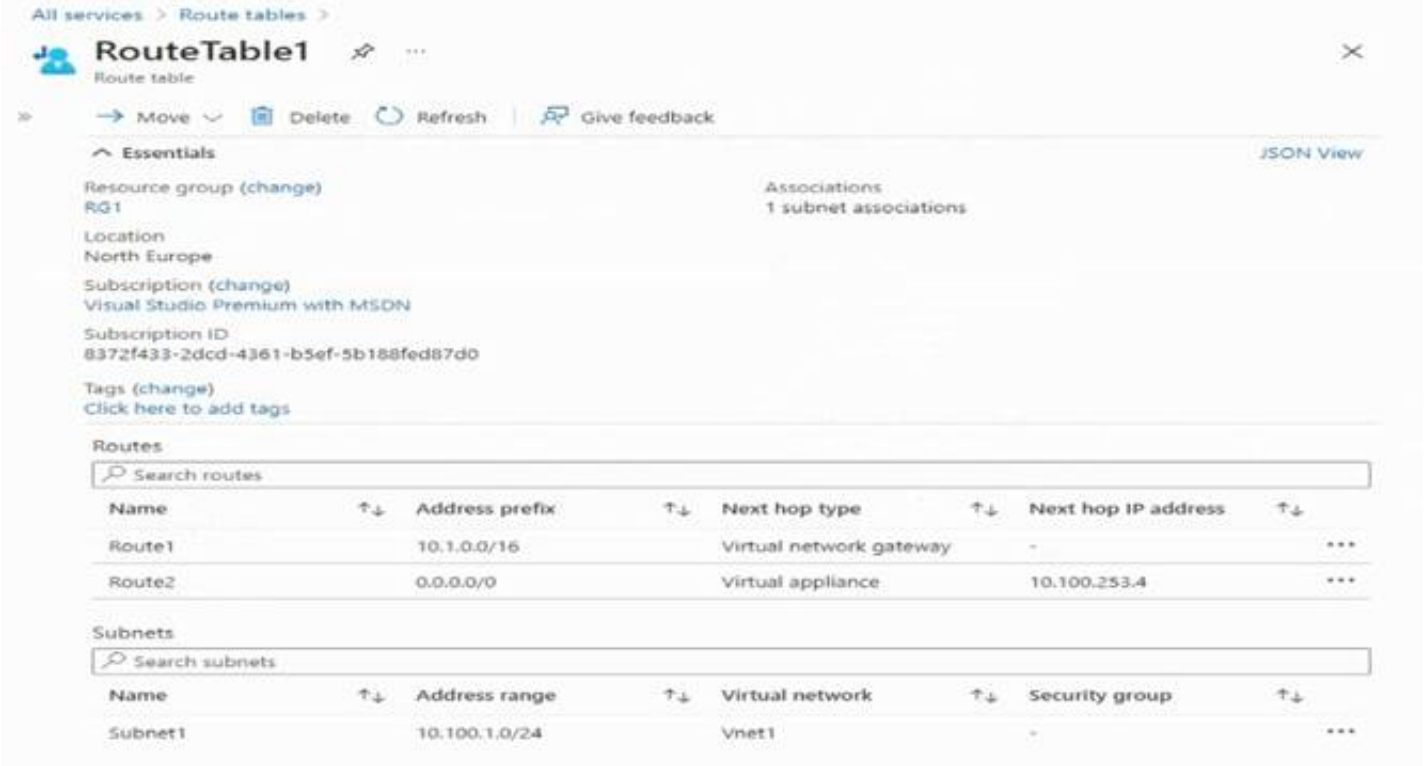 All services > Route tables >
RouteTable1 ...
Route table
» Move Delete Refresh Give feedback
Essentials JSON View
Resource group (change) Associations
RG1 1 subnet associations
Location
North Europe
Subscription (change)
Visual Studio Premium with MSDN
Subscription ID
8372f433-2dcd-4361-b5ef-5b188fed87d0
Tags (change)
Click here to add tags
Routes
Search routes
Name Address prefix Next hop type Next hop IP address
Route1 10.1.0.0/16 Virtual network gateway -
Route2 0.0.0.0/0 Virtual appliance 10.100.253.4
Subnets
Search subnets
Name Address range Virtual network Security group
Subnet1 10.100.1.0/24 Vnet1 -